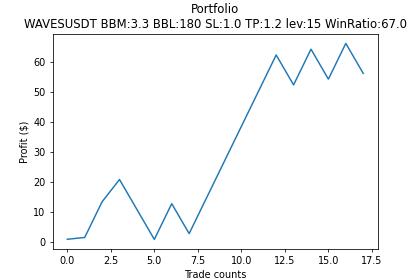 Portfolio
WAVESUSDT BBM:3.3 BBL:180 SL:1.0 TP:1.2 lev:15 WinRatio:67.0
Profit ($)
60
50
40
30
20
10
0
0.0 2.5 5.0 7.5 10.0 12.5 15.0 17.5
Trade counts